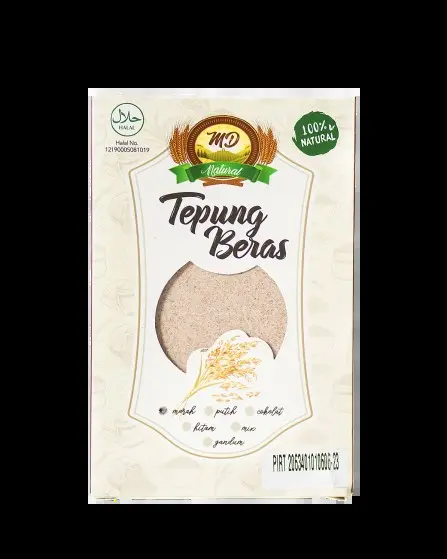 حلال
HALAL
Halal No.
12190005081019
MD
Natural
100%
NATURAL
Tepung
Beras
merah putih cokelat
hitam mix
gandum
PIRT 2063401010606-23